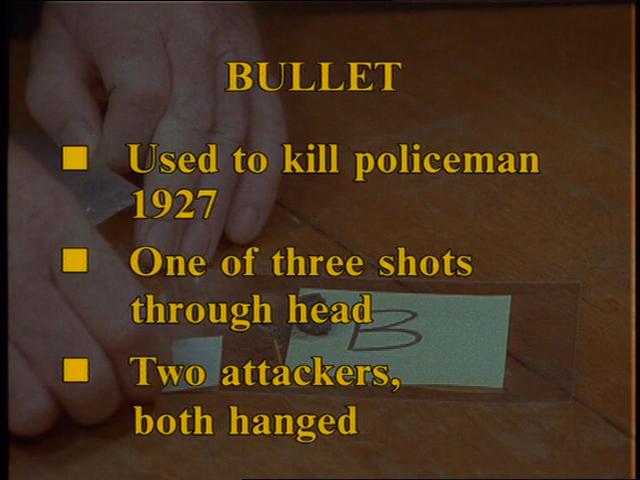 BULLET
Used to kill policeman
1927
One of three shots
through head
Two attackers,
both hanged
B